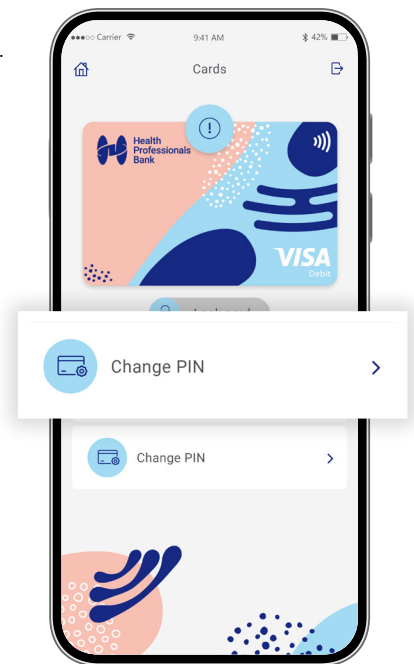 .
Carrier
9:41 AM
42%
Cards
Health
Professionals
Bank
VISA
Debit
Change PIN
Change PIN